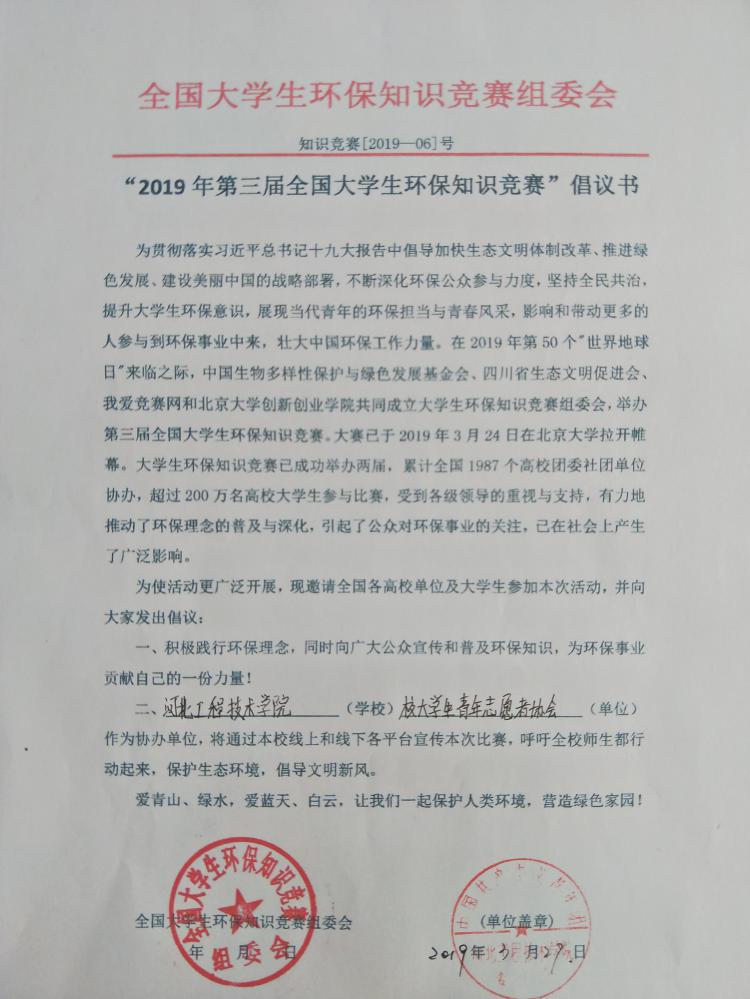 全国大学生环保知识竞赛组委会
知识竞赛[2019—06]号
“2019 年第三届全国大学生环保知识竞赛”倡议书
为贯彻落实习近平总书记十九大报告中倡导加快生态文明体制改革、推进绿
色发展、建设美丽中国的战略部署，不断深化环保公众参与力度，坚持全民共治，
提升大学生环保意识，展现当代青年的环保担当与青春风采，影响和带动更多的
人参与到环保事业中来，壮大中国环保工作力量。在 2019 年第 50 个"世界地球
日"来临之际，中国生物多样性保护与绿色发展基金会、四川省生态文明促进会、
我爱竞赛网和北京大学创新创业学院共同成立大学生环保知识竞赛组委会，举办
第三届全国大学生环保知识竞赛。大赛已于 2019 年 3 月 24 日在北京大学拉开帷
幕。大学生环保知识竞赛已成功举办两届，累计全国 1987 个高校团委社团单位
协办，超过 200 万名高校大学生参与比赛，受到各级领导的重视与支持，有力地
推动了环保理念的普及与深化，引起了公众对环保事业的关注，已在社会上产生
了广泛影响。
为使活动更广泛开展，现邀请全国各高校单位及大学生参加本次活动，并向
大家发出倡议：
一、积极践行环保理念，同时向广大公众宣传和普及环保知识，为环保事业
贡献自己的一份力量！
二、河北工程技术学院（学校）校大学生青年志愿者协会（单位）
作为协办单位，将通过本校线上和线下各平台宣传本次比赛，呼吁全校师生都行
动起来，保护生态环境，倡导文明新风。
爱青山、绿水，爱蓝天、白云，让我们一起保护人类环境，营造绿色家园！
全国大学生环保知识竞赛
组委会
全国大学生环保知识竞赛组委会
年 月 日
（单位盖章）
2019年 3月 29日